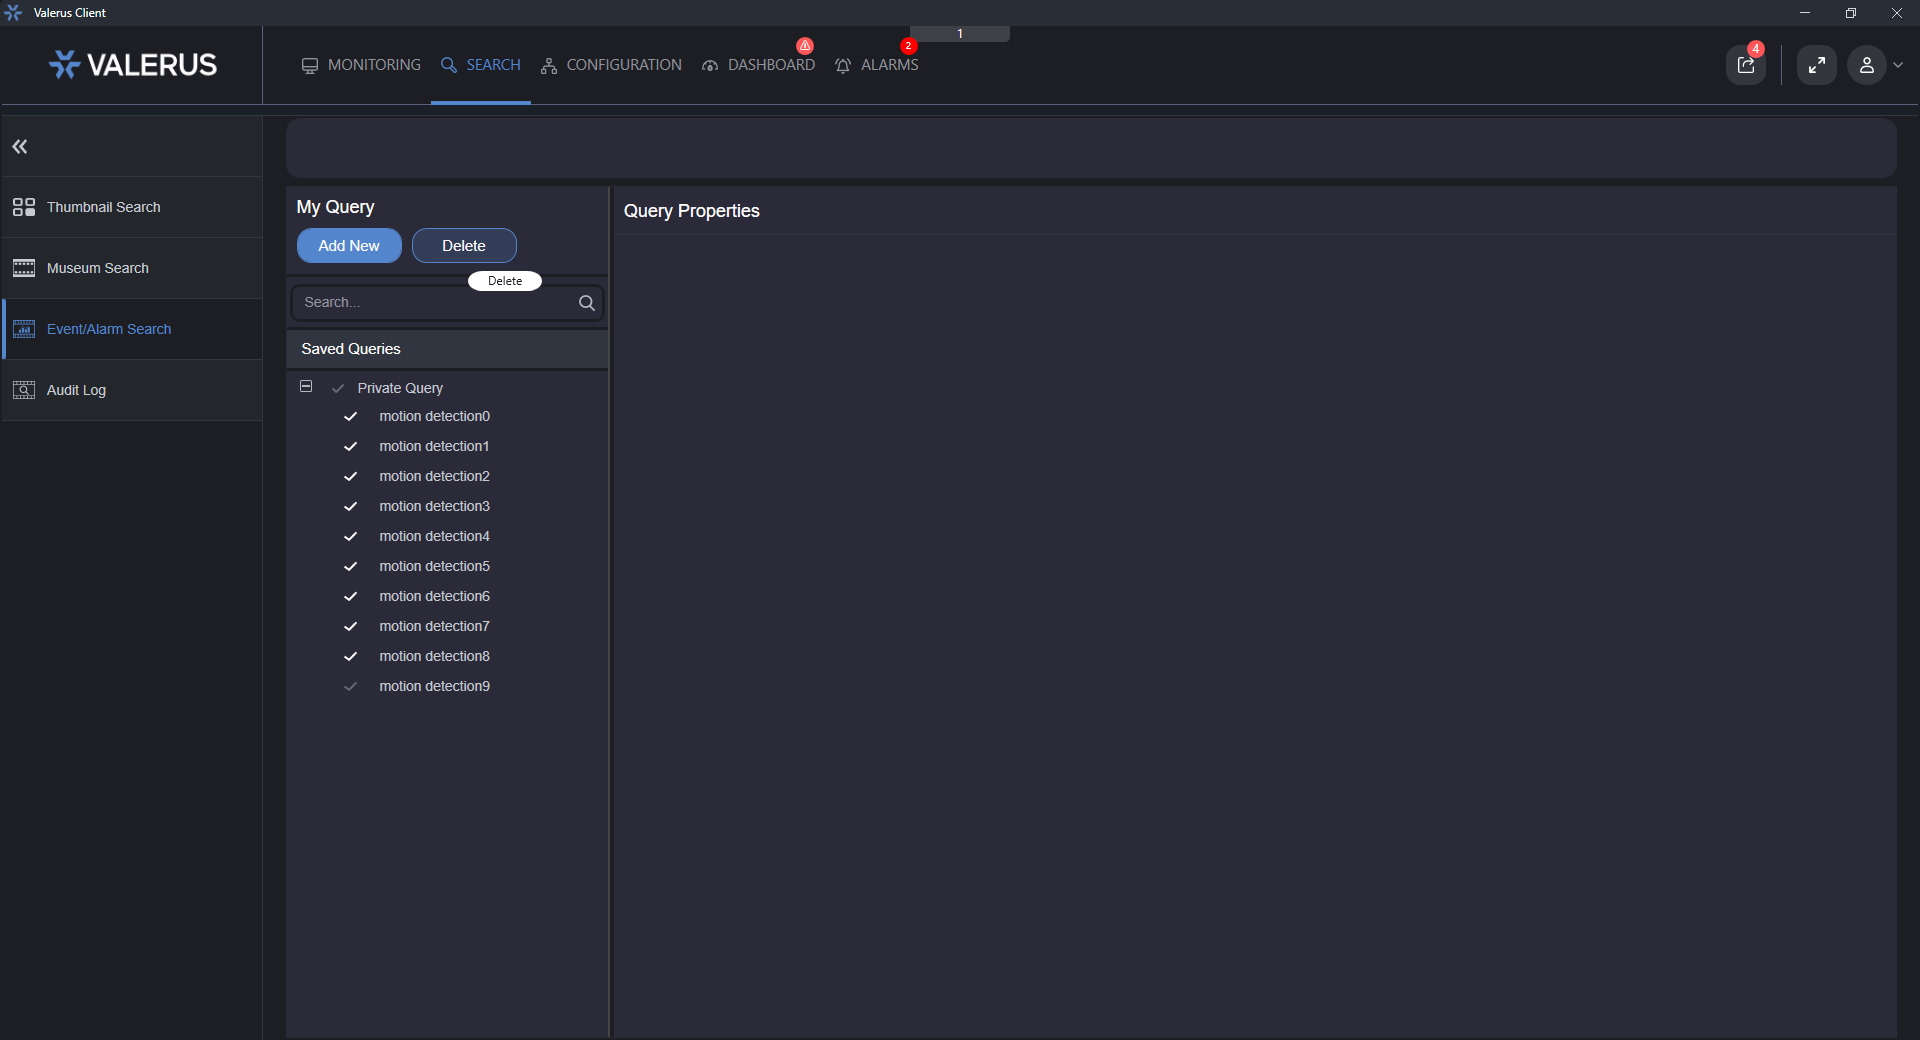 Valerus Client
1
VALERUS
MONITORING
SEARCH
CONFIGURATION
DASHBOARD
2
ALARMS
4
Thumbnail Search
Museum Search
Event/Alarm Search
Audit Log
My Query
Add New
Delete
Delete
Search...
Saved Queries
Private Query
motion detection0
motion detection1
motion detection2
motion detection3
motion detection4
motion detection5
motion detection6
motion detection7
motion detection8
motion detection9
Query Properties